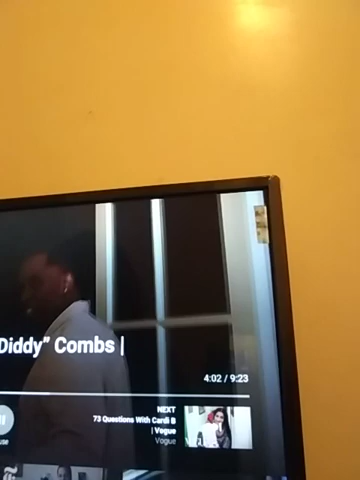 Diddy” Combs |
4:02 / 9:23
NEXT
73 Questions With Cardi B
| Vogue
Vogue